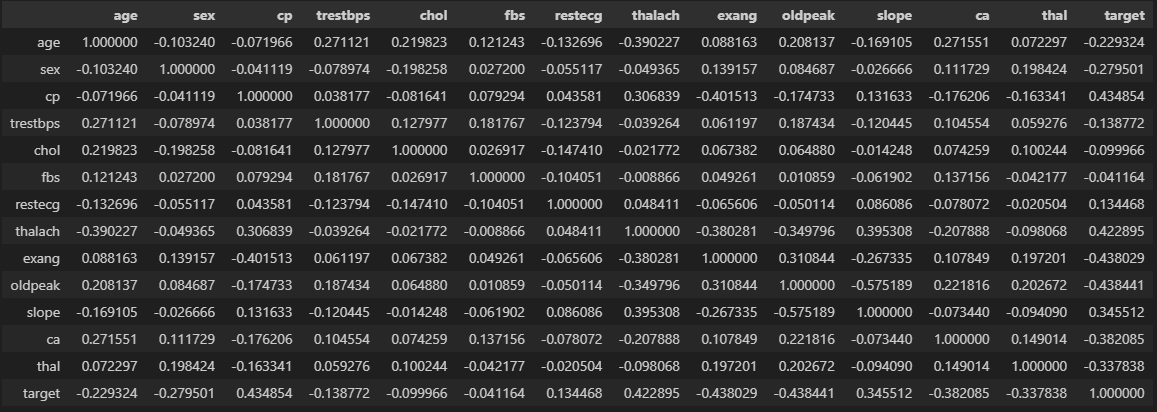 age sex cp trestbps chol fbs restecg thalach exang oldpeak slope ca thal target
age 1.000000 -0.103240 -0.071966 0.271121 0.219823 0.121243 -0.132696 -0.390227 0.088163 0.208137 -0.169105 0.271551 0.072297 -0.229324
sex -0.103240 1.000000 -0.041119 -0.078974 -0.198258 0.027200 -0.055117 -0.049365 0.139157 0.084687 -0.026666 0.111729 0.198424 -0.279501
cp -0.071966 -0.041119 1.000000 0.038177 -0.081641 0.079294 0.043581 0.306839 -0.401513 -0.174733 0.131633 -0.176206 -0.163341 0.434854
trestbps 0.271121 -0.078974 0.038177 1.000000 0.127977 0.181767 -0.123794 -0.039264 0.061197 0.187434 -0.120445 0.104554 0.059276 -0.138772
chol 0.219823 -0.198258 -0.081641 0.127977 1.000000 0.026917 -0.147410 -0.021772 0.067382 0.064880 -0.014248 0.074259 0.100244 -0.099966
fbs 0.121243 0.027200 0.079294 0.181767 0.026917 1.000000 -0.104051 -0.008866 0.049261 0.010859 -0.061902 0.137156 -0.042177 -0.041164
restecg -0.132696 -0.055117 0.043581 -0.123794 -0.147410 -0.104051 1.000000 0.048411 -0.065606 -0.050114 0.086086 -0.078072 -0.020504 0.134468
thalach -0.390227 -0.049365 0.306839 -0.039264 -0.021772 -0.008866 0.048411 1.000000 -0.380281 -0.349796 0.395308 -0.207888 -0.098068 0.422895
exang 0.088163 0.139157 -0.401513 0.061197 0.067382 0.049261 -0.065606 -0.380281 1.000000 0.310844 -0.267335 0.107849 0.197201 -0.438029
oldpeak 0.208137 0.084687 -0.174733 0.187434 0.064880 0.010859 -0.050114 -0.349796 0.310844 1.000000 -0.575189 0.221816 0.202672 -0.438441
slope -0.169105 -0.026666 0.131633 -0.120445 -0.014248 -0.061902 0.086086 0.395308 -0.267335 -0.575189 1.000000 -0.073440 -0.094090 0.345512
ca 0.271551 0.111729 -0.176206 0.104554 0.074259 0.137156 -0.078072 -0.207888 0.107849 0.221816 -0.073440 1.000000 0.149014 -0.382085
thal 0.072297 0.198424 -0.163341 0.059276 0.100244 -0.042177 -0.020504 -0.098068 0.197201 0.202672 -0.094090 0.149014 1.000000 -0.337838
target -0.229324 -0.279501 0.434854 -0.138772 -0.099966 -0.041164 0.134468 0.422895 -0.438029 -0.438441 0.345512 -0.382085 -0.337838 1.000000